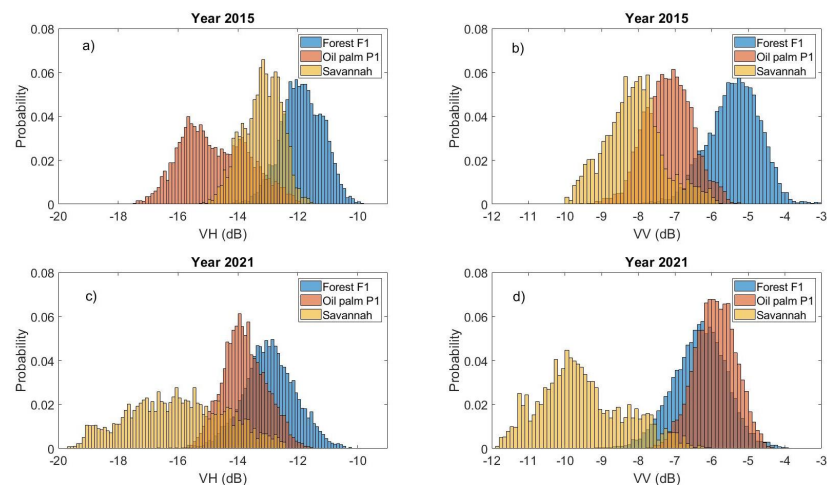 Year 2015
a)
Forest F1
Oil palm P1
Savannah
Probability
0.08
0.06
0.04
0.02
0
-20 -18 -16 -14 -12 -10
VH (dB)
Year 2015
b)
Forest F1
Oil palm P1
Savannah
Probability
0.08
0.06
0.04
0.02
0
-12 -11 -10 -9 -8 -7 -6 -5 -4 -3
VV (dB)
Year 2021
c)
Forest F1
Oil palm P1
Savannah
Probability
0.08
0.06
0.04
0.02
0
-20 -18 -16 -14 -12 -10
VH (dB)
Year 2021
d)
Forest F1
Oil palm P1
Savannah
Probability
0.08
0.06
0.04
0.02
0
-12 -11 -10 -9 -8 -7 -6 -5 -4 -3
VV (dB)